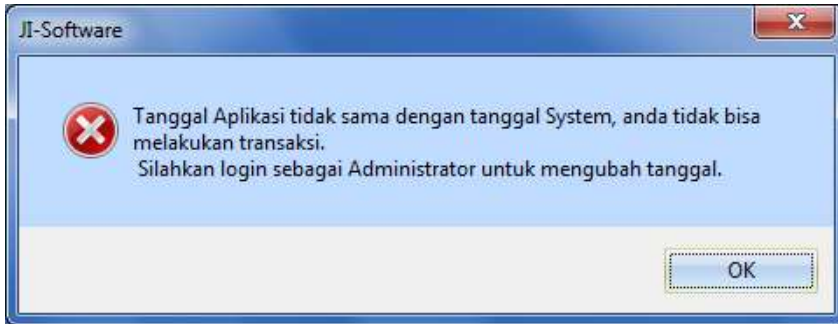 JI-Software
Tanggal Aplikasi tidak sama dengan tanggal System, anda tidak bisa
melakukan transaksi.
Silahkan login sebagai Administrator untuk mengubah tanggal.
OK